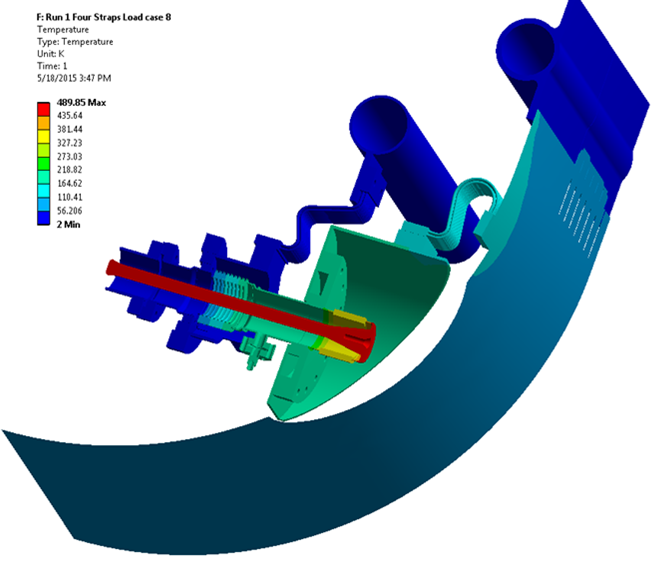 F: Run 1 Four Straps Load case 8
Temperature
Type: Temperature
Unit: K
Time: 1
5/18/2015 3:47 PM
489.85 Max
435.64
381.44
327.23
273.03
218.82
164.62
110.41
56.206
2 Min